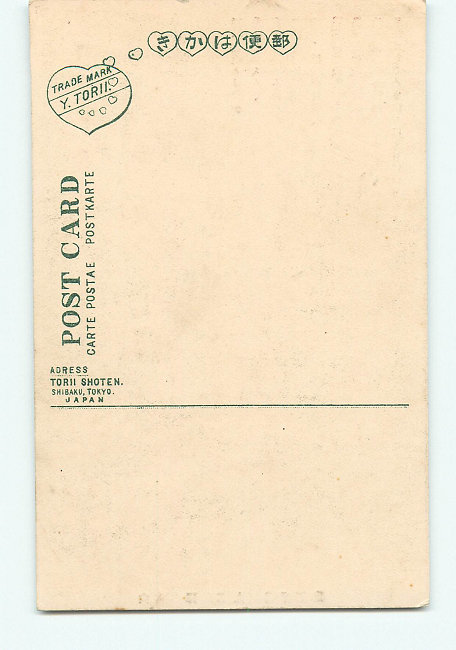 きかは便郵
TRADE MARK
Y. TORII.
POST CARD
CARTE POSTAE POSTKARTE
ADRESS
TORII SHOTEN.
SHIBAKU, TOKYO.
JAPAN